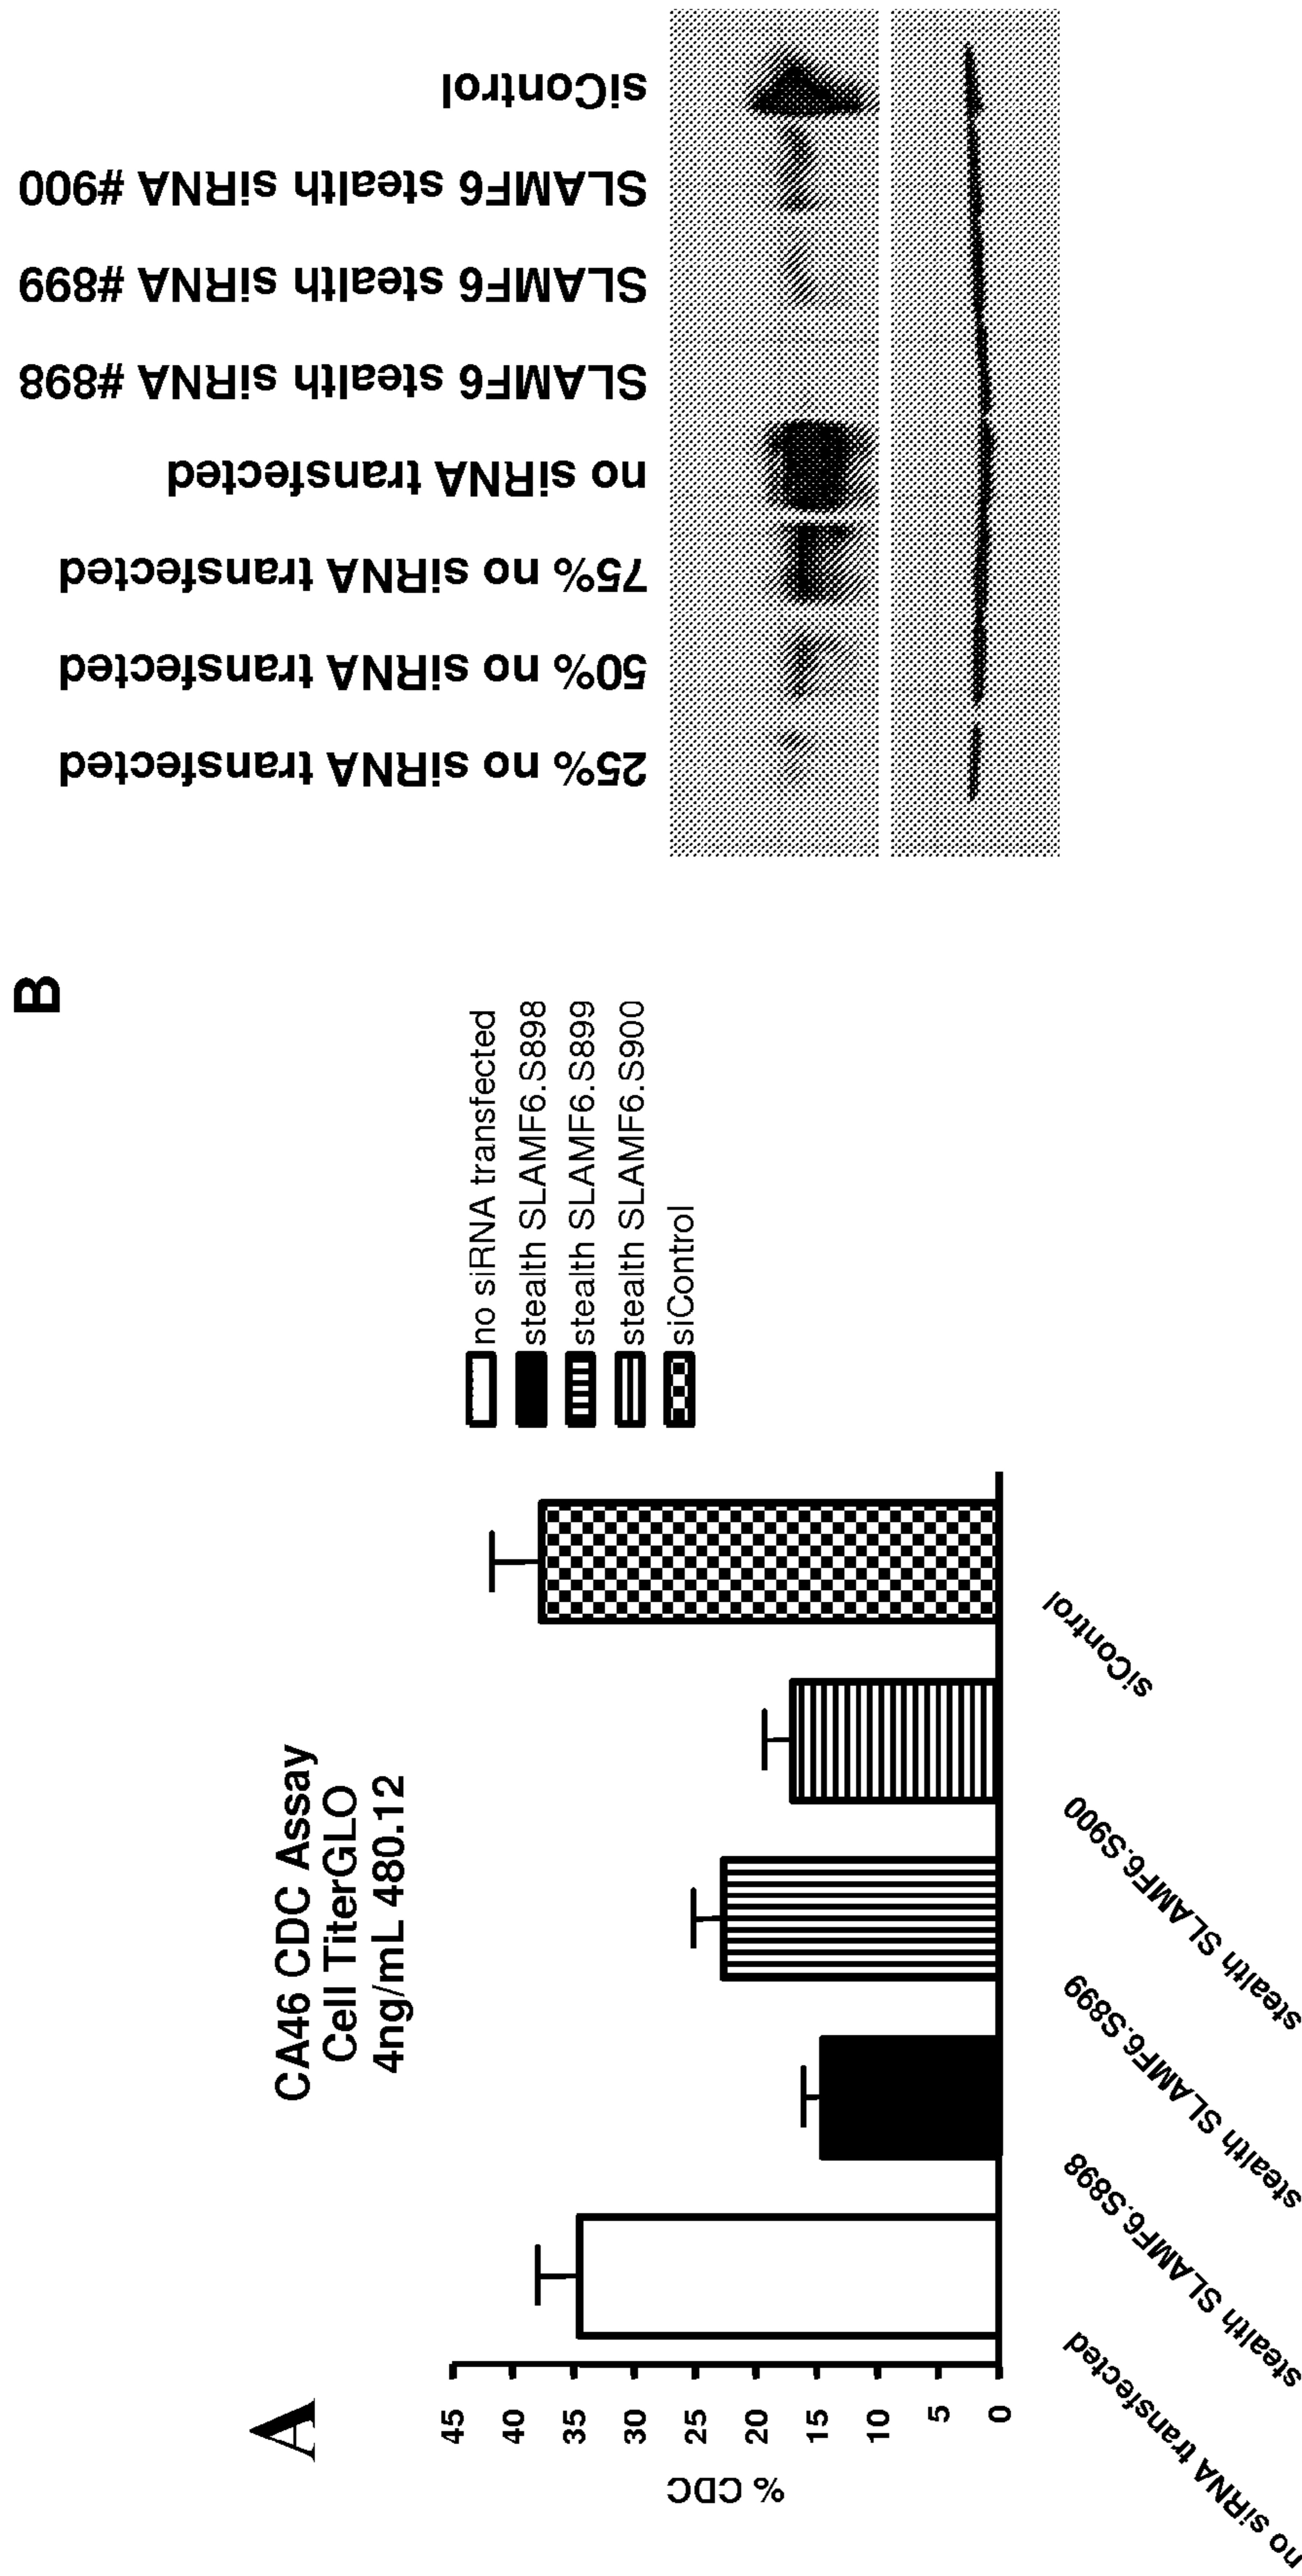 A
CA46 CDC Assay
Cell TiterGLO
4ng/mL 480.12
% CDC
45
40
35
30
25
20
15
10
5
0
no siRNA transfected
stealth SLAMF6.S898
stealth SLAMF6.S899
stealth SLAMF6.S900
siControl
no siRNA transfected
stealth SLAMF6.S898
stealth SLAMF6.S899
stealth SLAMF6.S900
siControl
B
25% no siRNA transfected
50% no siRNA transfected
75% no siRNA transfected
no siRNA transfected
SLAMF6 stealth siRNA #898
SLAMF6 stealth siRNA #899
SLAMF6 stealth siRNA #900
siControl